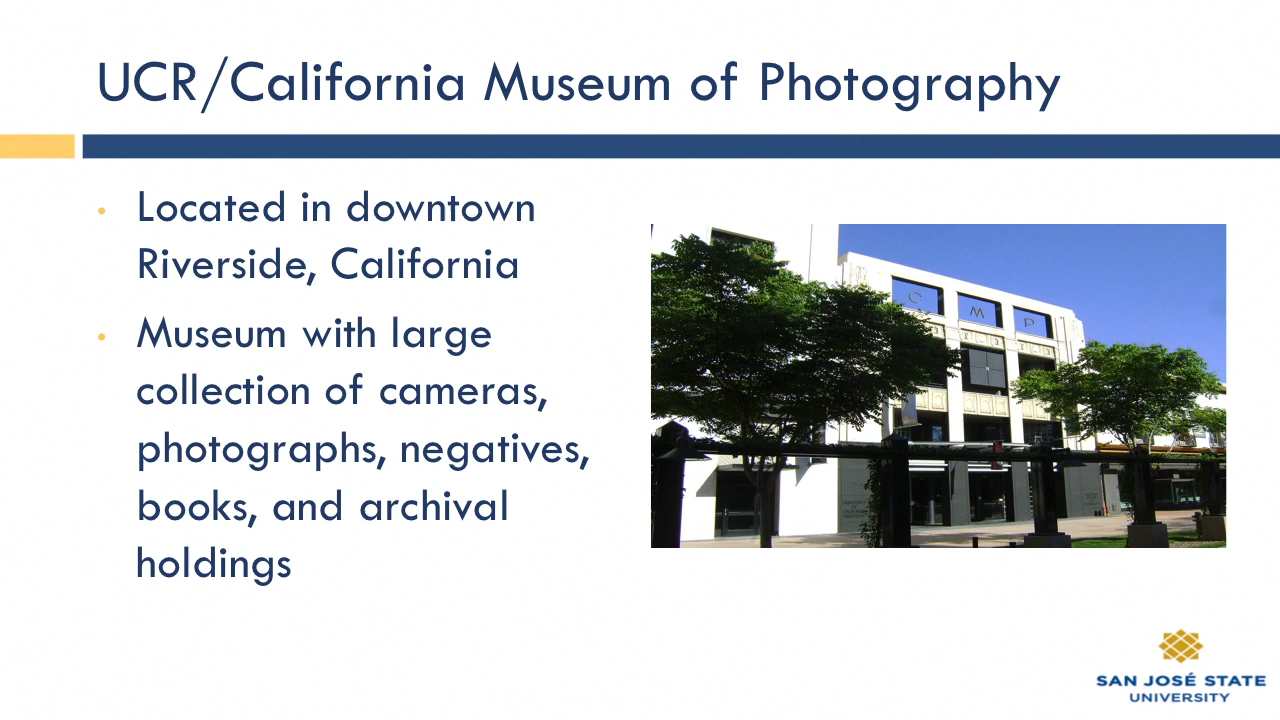 UCR/California Museum of Photography
• Located in downtown
Riverside, California
• Museum with large
collection of cameras,
photographs, negatives,
books, and archival
holdings
C M P
SAN JOSÉ STATE
UNIVERSITY